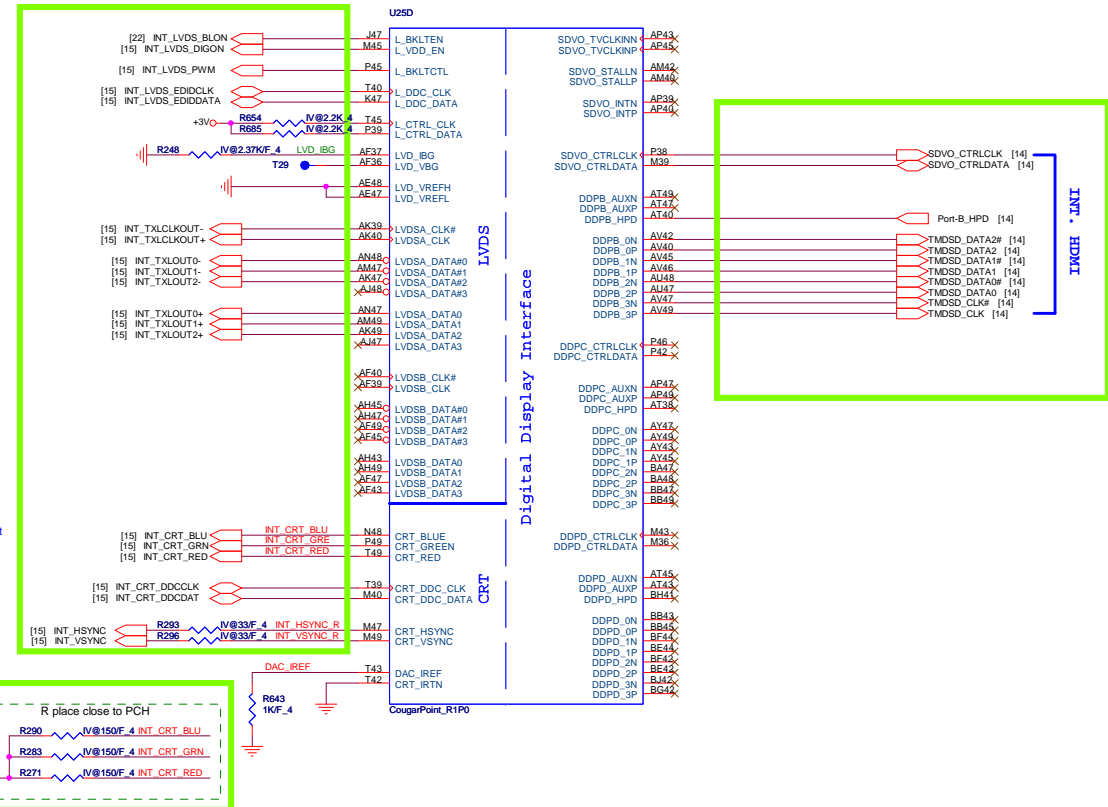 U25D
[22] INT_LVDS_BLON J47 L_BKLTEN
[15] INT_LVDS_DIGON M45 L_VDD_EN
[15] INT_LVDS_PWM P45 L_BKLTCTL
[15] INT_LVDS_EDIDCLK T40 L_DDC_CLK
[15] INT_LVDS_EDIDDATA K47 L_DDC_DATA
+3V R654 IV@2.2K_4 T45 L_CTRL_CLK
R685 IV@2.2K_4 P39 L_CTRL_DATA
R248 IV@2.37K/F_4 LVD_IBG AF37 LVD_IBG
T29 AF36 LVD_VBG
AE48 LVD_VREFH
AE47 LVD_VREFL
[15] INT_TXLCLKOUT- AK39 LVDSA_CLK#
[15] INT_TXLCLKOUT+ AK40 LVDSA_CLK
[15] INT_TXLOUT0- AN48 LVDSA_DATA#0
[15] INT_TXLOUT1- AM47 LVDSA_DATA#1
[15] INT_TXLOUT2- AK47 LVDSA_DATA#2
AJ48 LVDSA_DATA#3
[15] INT_TXLOUT0+ AN47 LVDSA_DATA0
[15] INT_TXLOUT1+ AM49 LVDSA_DATA1
[15] INT_TXLOUT2+ AK49 LVDSA_DATA2
AJ47 LVDSA_DATA3
AF40 LVDSB_CLK#
AF39 LVDSB_CLK
AH45 LVDSB_DATA#0
AH47 LVDSB_DATA#1
AF49 LVDSB_DATA#2
AF45 LVDSB_DATA#3
AH43 LVDSB_DATA0
AH49 LVDSB_DATA1
AF47 LVDSB_DATA2
AF43 LVDSB_DATA3
t
[15] INT_CRT_BLU INT_CRT_BLU N48 CRT_BLUE
[15] INT_CRT_GRN INT_CRT_GRE P49 CRT_GREEN
[15] INT_CRT_RED INT_CRT_RED T49 CRT_RED
[15] INT_CRT_DDCCLK T39 CRT_DDC_CLK
[15] INT_CRT_DDCDAT M40 CRT_DDC_DATA
[15] INT_HSYNC R293 IV@33/F_4 INT_HSYNC_R M47 CRT_HSYNC
[15] INT_VSYNC R296 IV@33/F_4 INT_VSYNC_R M49 CRT_VSYNC
DAC_IREF T43 DAC_IREF
T42 CRT_IRTN
R643
1K/F_4
LVDS
CRT
Digital Display Interface
SDVO_TVCLKINN AP43
SDVO_TVCLKINP AP45
SDVO_STALLN AM42
SDVO_STALLP AM40
SDVO_INTN AP39
SDVO_INTP AP40
SDVO_CTRLCLK P38 SDVO_CTRLCLK [14]
SDVO_CTRLDATA M39 SDVO_CTRLDATA [14]
DDPB_AUXN AT49
DDPB_AUXP AT47
DDPB_HPD AT40 Port-B_HPD [14]
DDPB_0N AV42 TMDSD_DATA2# [14]
DDPB_0P AV40 TMDSD_DATA2 [14]
DDPB_1N AV45 TMDSD_DATA1# [14]
DDPB_1P AV46 TMDSD_DATA1 [14]
DDPB_2N AU48 TMDSD_DATA0# [14]
DDPB_2P AU47 TMDSD_DATA0 [14]
DDPB_3N AV47 TMDSD_CLK# [14]
DDPB_3P AV49 TMDSD_CLK [14]
INT. HDMI
DDPC_CTRLCLK P46
DDPC_CTRLDATA P42
DDPC_AUXN AP47
DDPC_AUXP AP49
DDPC_HPD AT38
DDPC_0N AY47
DDPC_0P AY49
DDPC_1N AY43
DDPC_1P AY45
DDPC_2N BA47
DDPC_2P BA48
DDPC_3N BB47
DDPC_3P BB49
DDPD_CTRLCLK M43
DDPD_CTRLDATA M36
DDPD_AUXN AT45
DDPD_AUXP AT43
DDPD_HPD BH41
DDPD_0N BB43
DDPD_0P BB45
DDPD_1N BF44
DDPD_1P BE44
DDPD_2N BF42
DDPD_2P BE42
DDPD_3N BJ42
DDPD_3P BG42
CougarPoint_R1P0
R place close to PCH
R290 IV@150/F_4 INT_CRT_BLU
R283 IV@150/F_4 INT_CRT_GRN
R271 IV@150/F_4 INT_CRT_RED